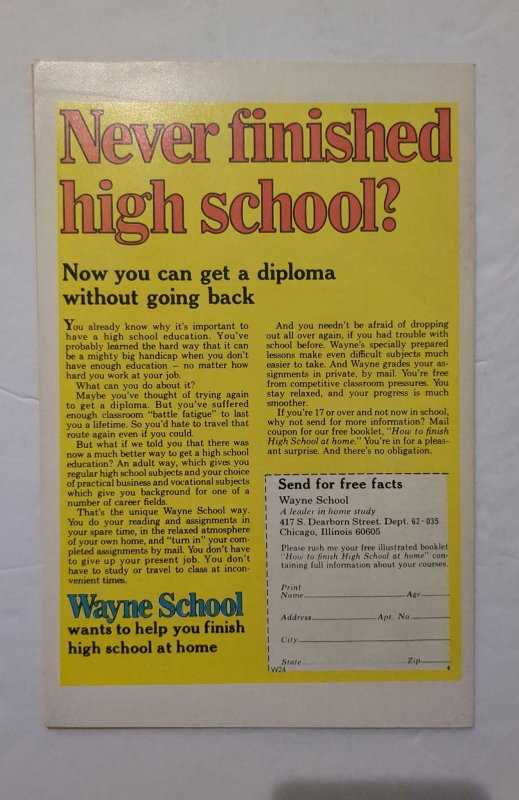 Never finished
high school?
Now you can get a diploma
without going back
You already know why it's important to
have a high school education. You've
probably learned the hard way that it can
be a mighty big handicap when you don't
have enough education – no matter how
hard you work at your job.
What can you do about it?
Maybe you've thought of trying again
to get a diploma. But you've suffered
enough classroom "battle fatigue" to last
you a lifetime. So you'd hate to travel that
route again even if you could.
But what if we told you that there was
now a much better way to get a high school
education? An adult way, which gives you
regular high school subjects and your choice
of practical business and vocational subjects
which give you background for one of a
number of career fields.
That's the unique Wayne School way.
You do your reading and assignments in
your spare time, in the relaxed atmosphere
of your own home, and "turn in" your com-
pleted assignments by mail. You don't have
to give up your present job. You don't
have to study or travel to class at incon-
venient times.
Wayne School
wants to help you finish
high school at home
And you needn't be afraid of dropping
out all over again, if you had trouble with
school before. Wayne's specially prepared
lessons make even difficult subjects much
easier to take. And Wayne grades your as-
signments in private, by mail. You're free
from competitive classroom pressures. You
stay relaxed, and your progress is much
smoother.
If you're 17 or over and not now in school,
why not send for more information? Mail
coupon for our free booklet, "How to finish
High School at home." You're in for a pleas-
ant surprise. And there's no obligation.
Send for free facts
Wayne School
A leader in home study
417 S. Dearborn Street. Dept. 62-035
Chicago, Illinois 60605
Please rush me your free illustrated booklet
"How to finish High School at home" con-
taining full information about your courses.
Print
Name Age
Address Apt. No.
City
State Zip
W24